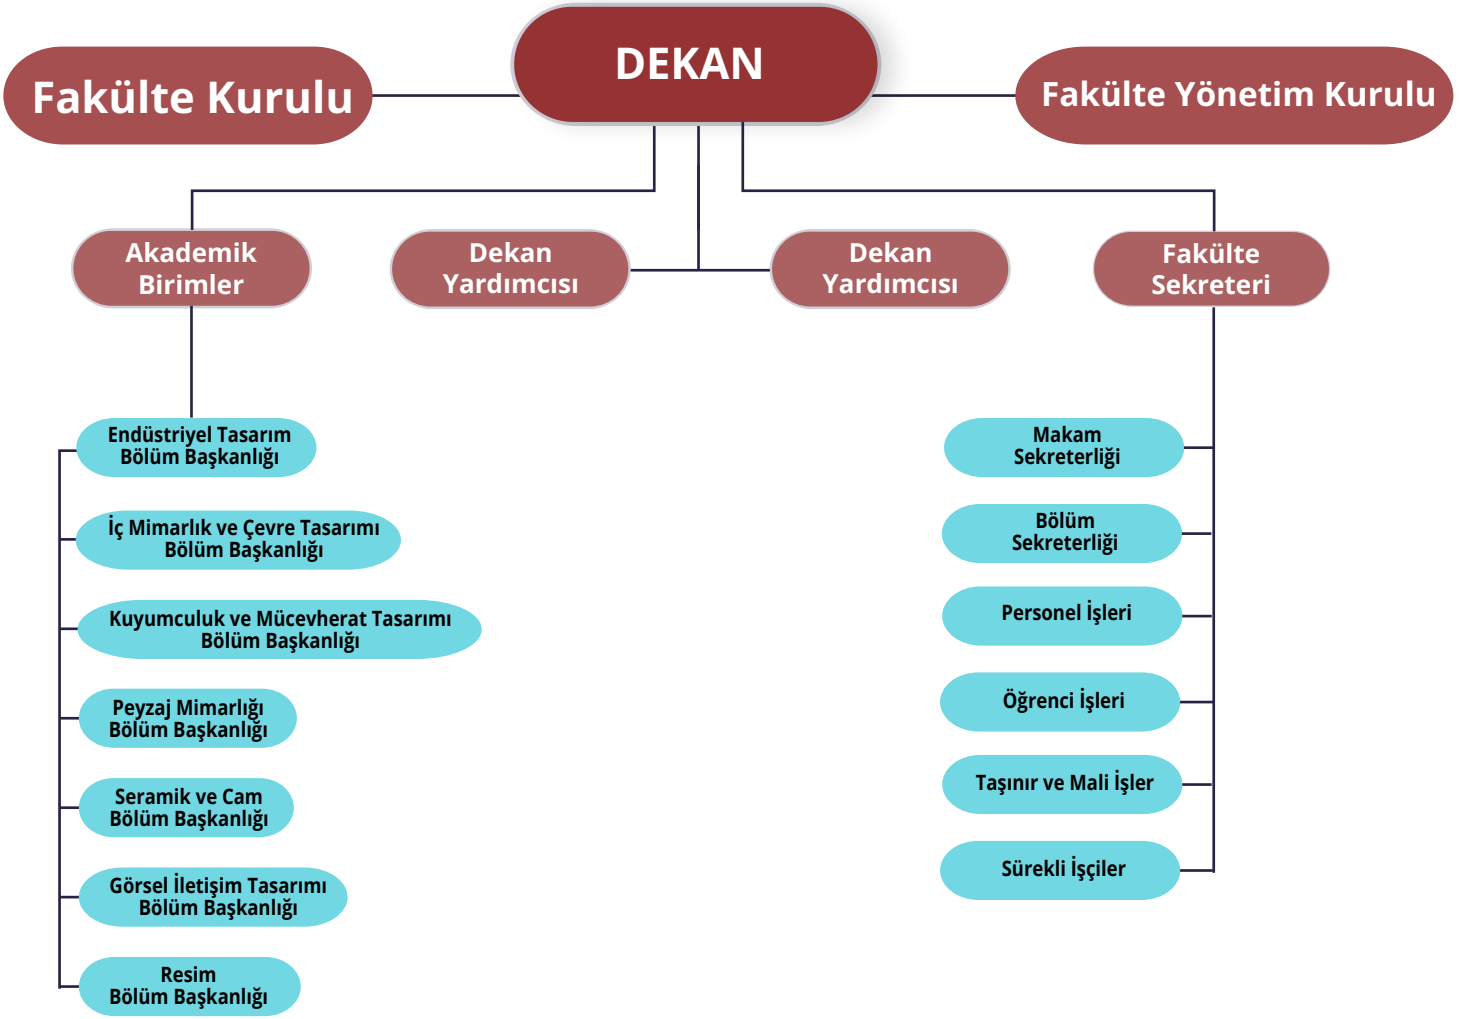 DEKAN
Fakülte Kurulu
Fakülte Yönetim Kurulu
Akademik
Birimler
Dekan
Yardımcısı
Dekan
Yardımcısı
Fakülte
Sekreteri
Endüstriyel Tasarım
Bölüm Başkanlığı
İç Mimarlık ve Çevre Tasarımı
Bölüm Başkanlığı
Kuyumculuk ve Mücevherat Tasarımı
Bölüm Başkanlığı
Peyzaj Mimarlığı
Bölüm Başkanlığı
Seramik ve Cam
Bölüm Başkanlığı
Görsel İletişim Tasarımı
Bölüm Başkanlığı
Resim
Bölüm Başkanlığı
Makam
Sekreterliği
Bölüm
Sekreterliği
Personel İşleri
Öğrenci İşleri
Taşınır ve Mali İşler
Sürekli İşçiler